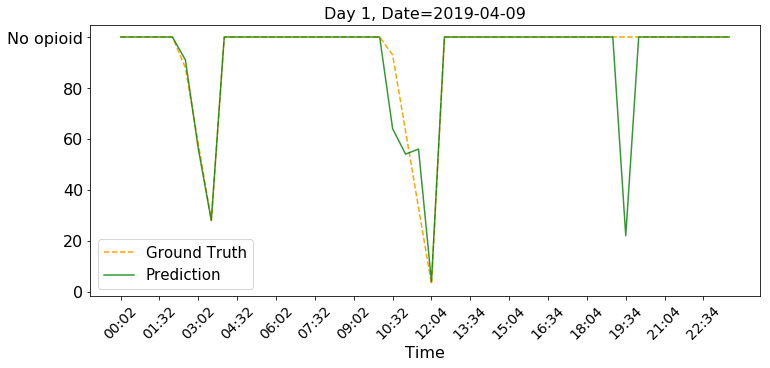 Day 1, Date=2019-04-09
No opioid
80
60
40
20
0
Ground Truth
Prediction
00:02 01:32 03:02 04:32 06:02 07:32 09:02 10:32 12:04 13:34 15:04 16:34 18:04 19:34 21:04 22:34
Time